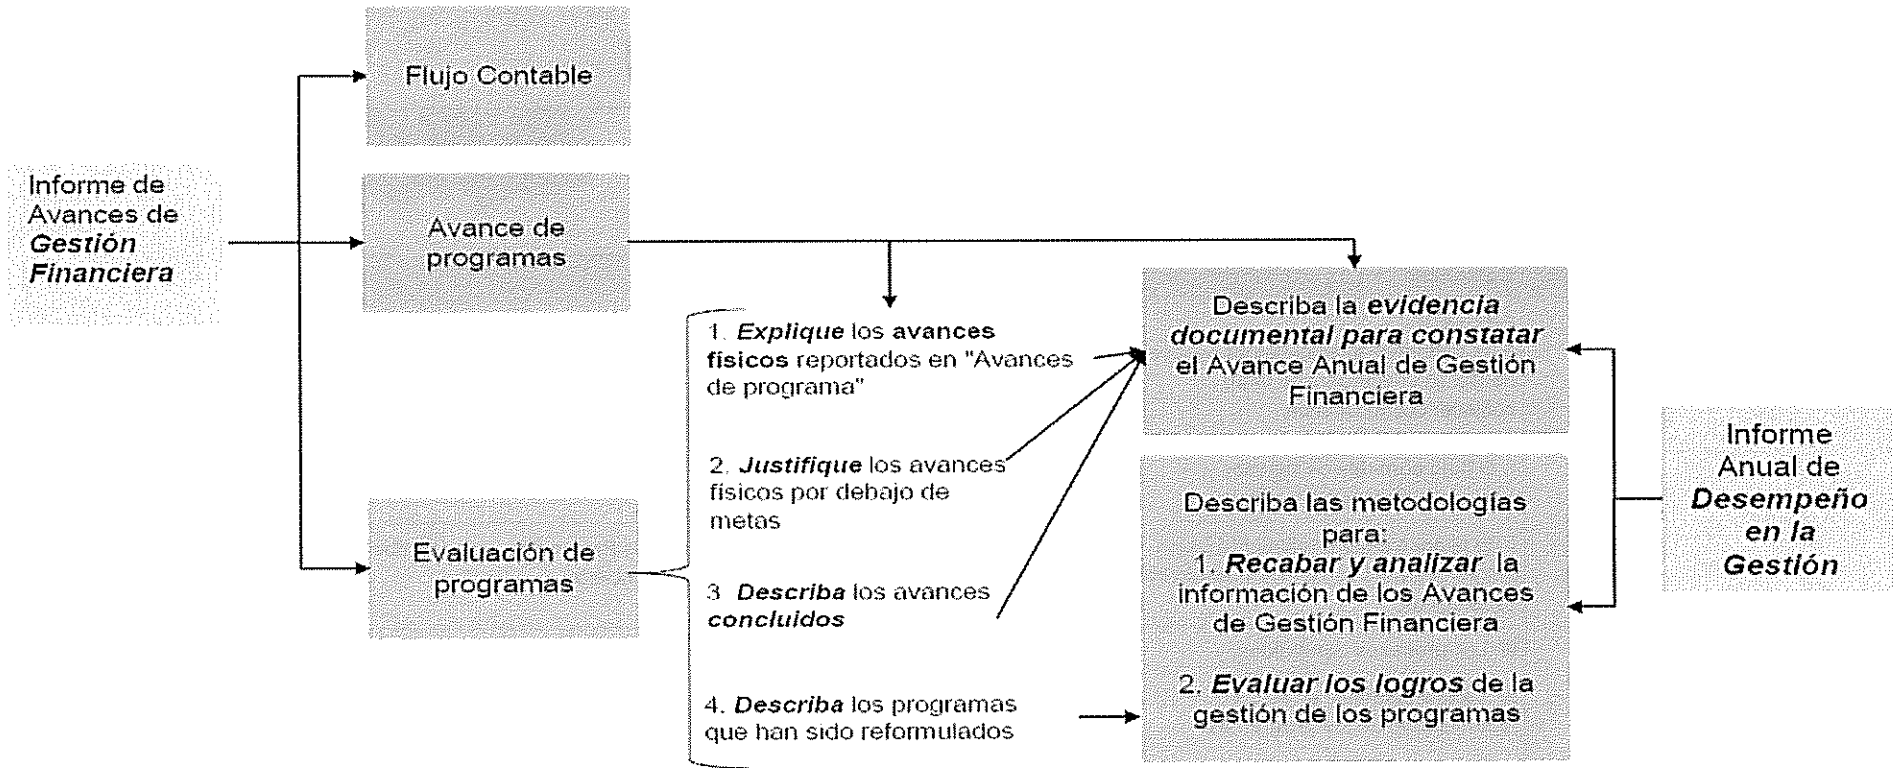 Flujo Contable
Informe de
Avances de
Gestión
Financiera
Avance de
programas
Evaluación de
programas
1. Explique los avances
físicos reportados en "Avances
de programa"
2. Justifique los avances
físicos por debajo de
metas
3 Describa los avances
concluidos
4. Describa los programas
que han sido reformulados
Describa la evidencia
documental para constatar
el Avance Anual de Gestión
Financiera
Describa las metodologías
para:
1. Recabar y analizar la
información de los Avances
de Gestión Financiera
2. Evaluar los logros de la
gestión de los programas
Informe
Anual de
Desempeño
en la
Gestión